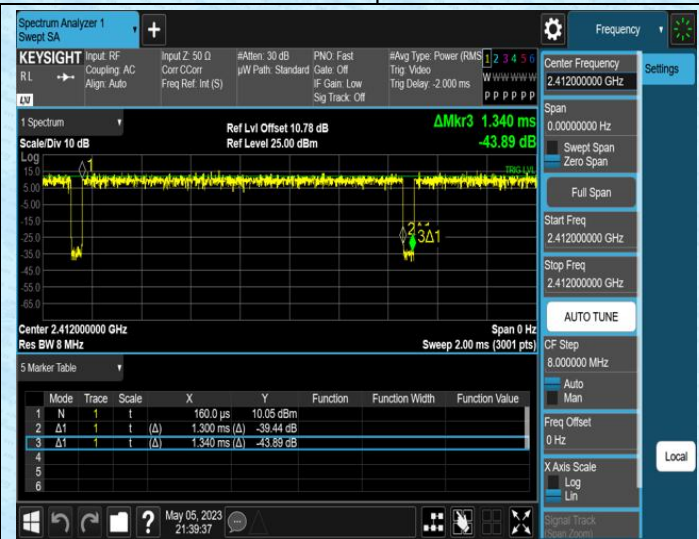 Spectrum Analyzer 1
Swept SA
+
Frequency
KEYSIGHT Input: RF Input Z: 50 Ω #Atten: 30 dB PNO: Fast #Avg Type: Power (RMS 1 2 3 4 5 6
RL Coupling: AC Corr CCorr µW Path: Standard Gate: Off Trig: Video W W W W W W
Align: Auto Freq Ref: Int (S) IF Gain: Low Trig Delay: -2.000 ms P P P P P P
LXI Sig Track: Off
1 Spectrum
Ref Lvl Offset 10.78 dB ΔMkr3 1.340 ms
Scale/Div 10 dB Ref Level 25.00 dBm -43.89 dB
Log
15.0
5.00
-5.00
-15.0
-25.0
-35.0
-45.0
-55.0
-65.0
1
TRIG LVL
2 3Δ1
Center 2.412000000 GHz Span 0 Hz
Res BW 8 MHz Sweep 2.00 ms (3001 pts)
5 Marker Table
Mode Trace Scale X Y Function Function Width Function Value
1 N 1 t 160.0 µs 10.05 dBm
2 Δ1 1 t (Δ) 1.300 ms (Δ) -39.44 dB
3 Δ1 1 t (Δ) 1.340 ms (Δ) -43.89 dB
4
5
6
? May 05, 2023
21:39:37
Center Frequency
2.412000000 GHz
Span
0.00000000 Hz
Swept Span
Zero Span
Full Span
Start Freq
2.412000000 GHz
Stop Freq
2.412000000 GHz
AUTO TUNE
CF Step
8.000000 MHz
Auto
Man
Freq Offset
0 Hz
X Axis Scale
Log
Lin
Signal Track
(Span Zoom)
Settings
Local